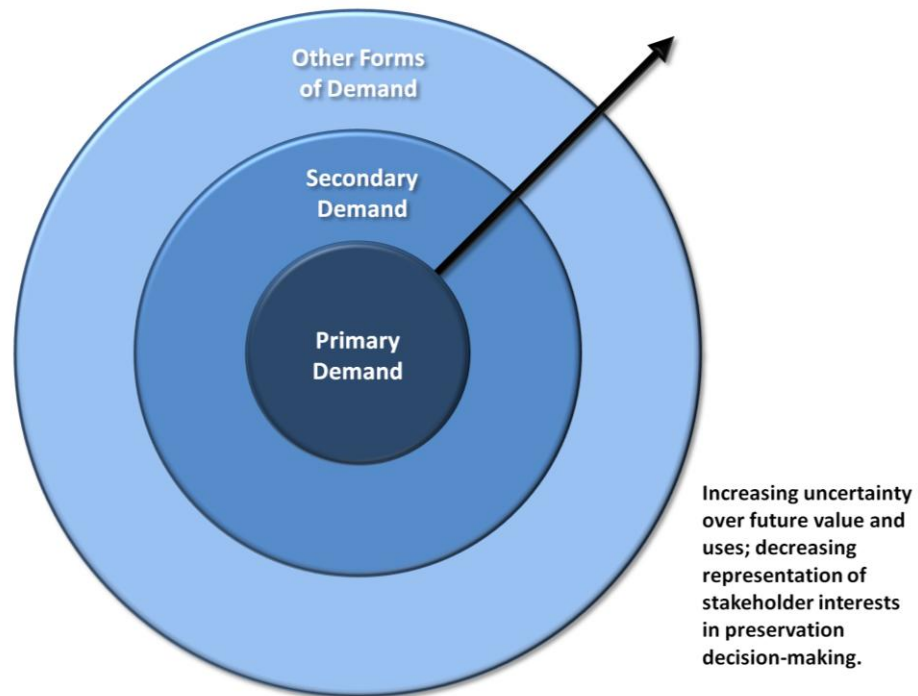 Other Forms
of Demand
Secondary
Demand
Primary
Demand
Increasing uncertainty
over future value and
uses; decreasing
representation of
stakeholder interests
in preservation
decision-making.